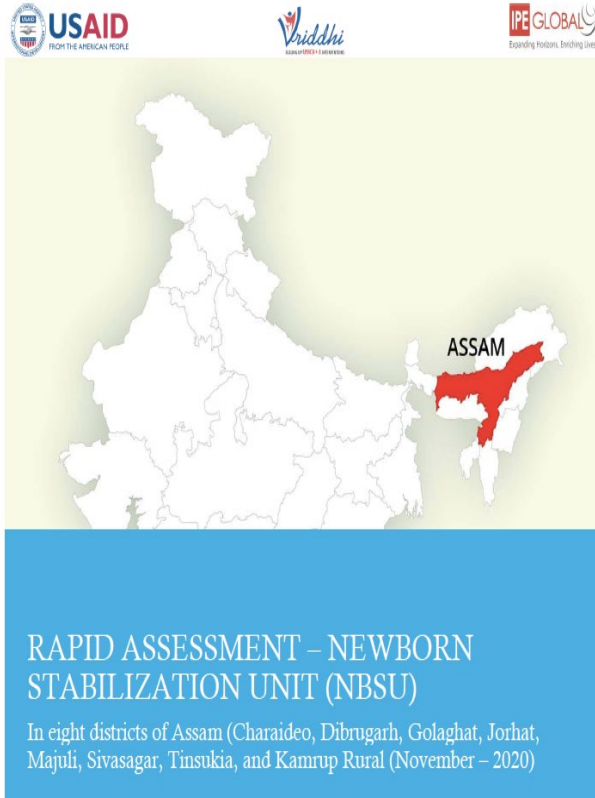 USAID
FROM THE AMERICAN PEOPLE
Vriddhi
IPE GLOBAL
Expanding Horizons. Enriching Lives
ASSAM
RAPID ASSESSMENT – NEWBORN
STABILIZATION UNIT (NBSU)
In eight districts of Assam (Charaideo, Dibrugarh, Golaghat, Jorhat,
Majuli, Sivasagar, Tinsukia, and Kamrup Rural (November – 2020)